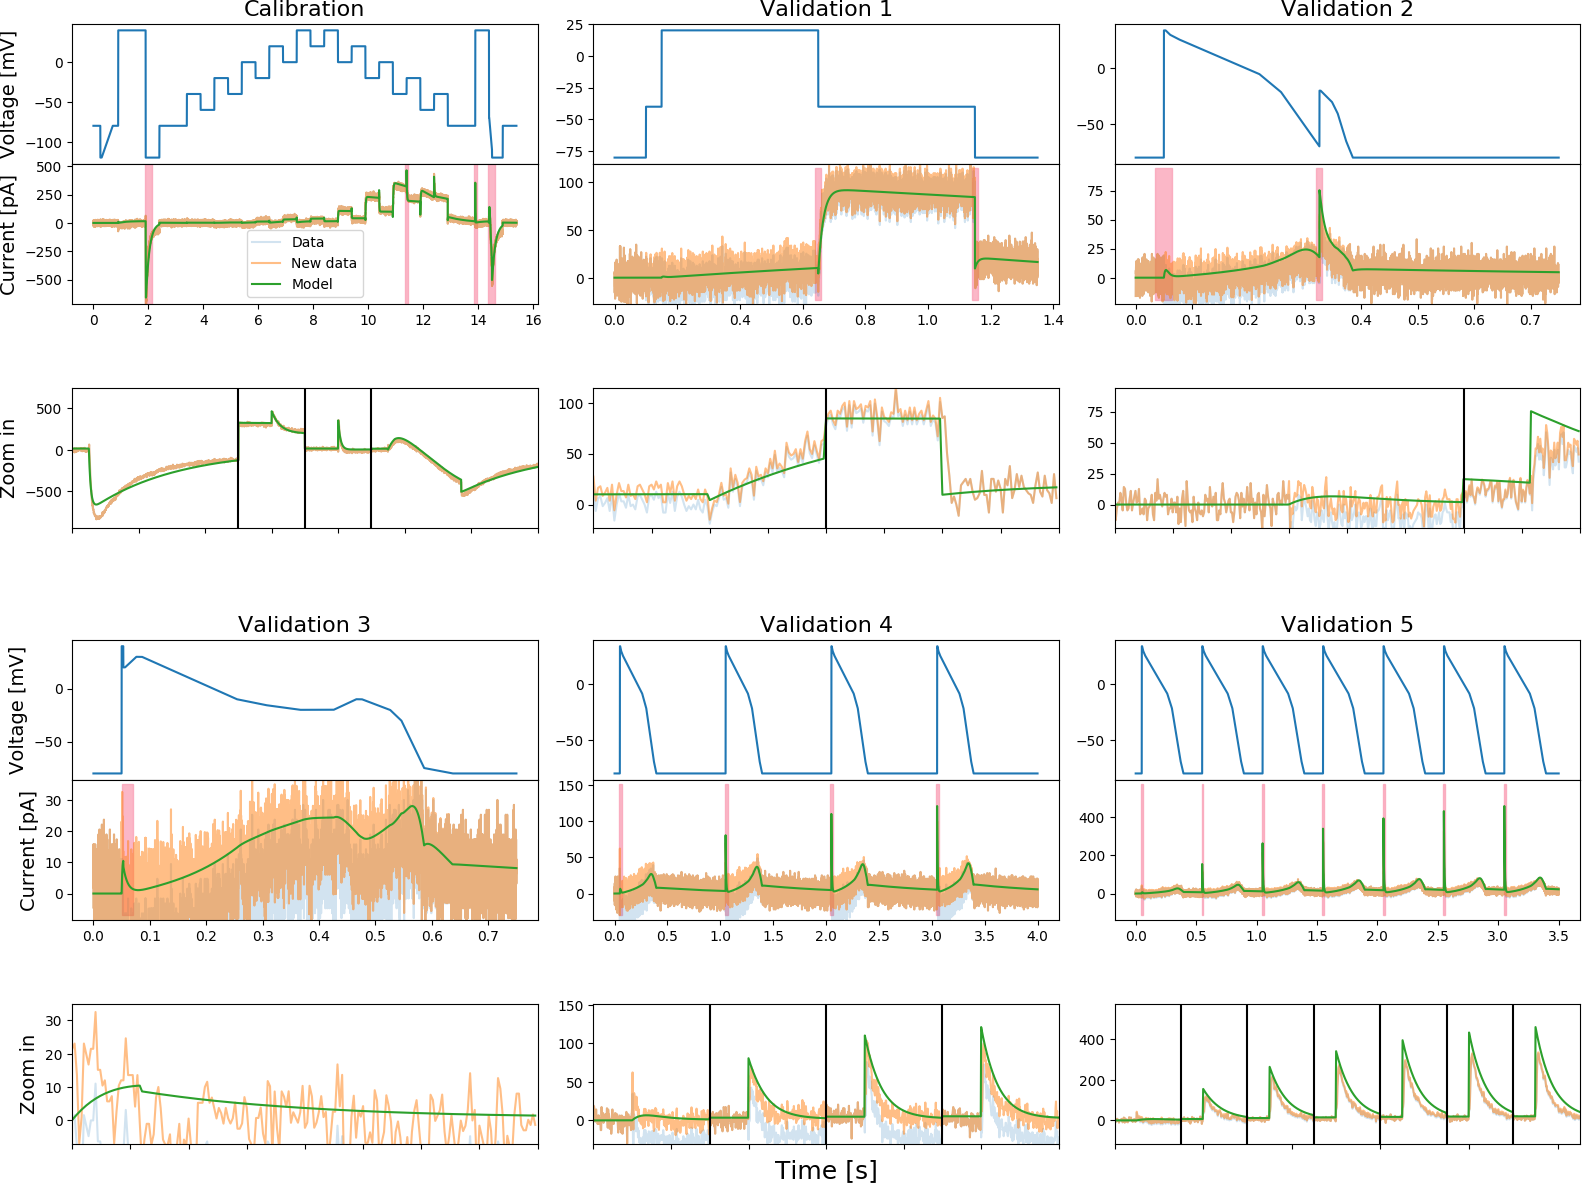 Calibration
Validation 1
Validation 2
Voltage [mV]
0
−50
−100
25
0
−25
−50
−75
0
−50
Current [pA]
500
250
0
−250
−500
Data
New data
Model
100
50
0
75
50
25
0
0 2 4 6 8 10 12 14 16
0.0 0.2 0.4 0.6 0.8 1.0 1.2 1.4
0.0 0.1 0.2 0.3 0.4 0.5 0.6 0.7
Zoom in
500
0
−500
100
50
0
75
50
25
0
Validation 3
Validation 4
Validation 5
Voltage [mV]
0
−50
0
−50
0
−50
Current [pA]
30
20
10
0
150
100
50
0
400
200
0
0.0 0.1 0.2 0.3 0.4 0.5 0.6 0.7
0.0 0.5 1.0 1.5 2.0 2.5 3.0 3.5 4.0
0.0 0.5 1.0 1.5 2.0 2.5 3.0 3.5
Zoom in
30
20
10
0
150
100
50
0
400
200
0
Time [s]